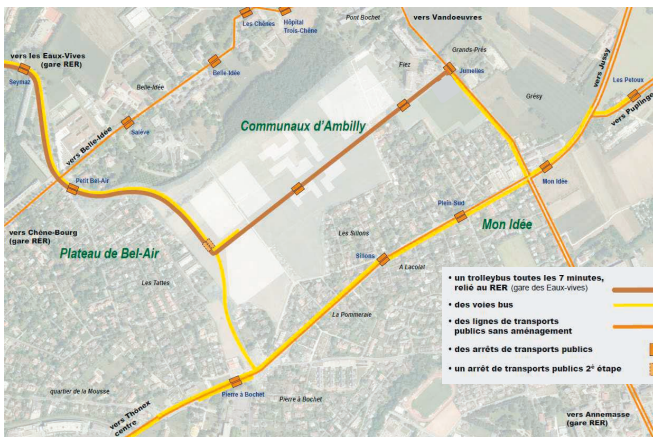 Les Chênes
Hôpital
Trois-Chêne
Pont Bochet
vers Vandoeuvres
vers les Eaux-Vives
(gare RER)
Seymaz
Belle-Idée
Belle-Idée
Grands-Prés
Fiez
Jumelles
vers Jussy
Les Petoux
vers Puplinge
Grésy
Communaux d'Ambilly
Salève
vers Belle-Idée
Petit Bel-Air
Mon Idée
Plein-Sud
Mon Idée
vers Chêne-Bourg
(gare RER)
Plateau de Bel-Air
Les Sillons
Sillons
A Lacolat
Les Tattes
La Pommeraie
• un trolleybus toutes les 7 minutes,
relié au RER (gare des Eaux-vives)
• des voies bus
• des lignes de transports
publics sans aménagement
• des arrêts de transports publics
• un arrêt de transports publics 2è étape
quartier de la Mousse
Pierre à Bochet
Pierre à Bochet
vers Thônex
centre
vers Annemasse
(gare RER)